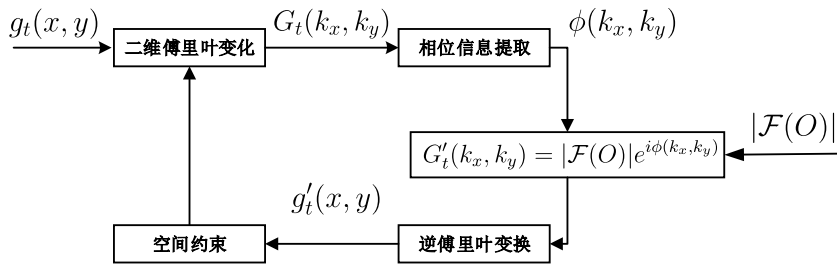 g_t(x, y)
二维傅里叶变化
G_t(k_x, k_y)
相位信息提取
ϕ(k_x, k_y)
|ℱ(O)|
G'_t(k_x, k_y) = |ℱ(O)|e^{iϕ(k_x,k_y)}
g'_t(x, y)
空间约束
逆傅里叶变换